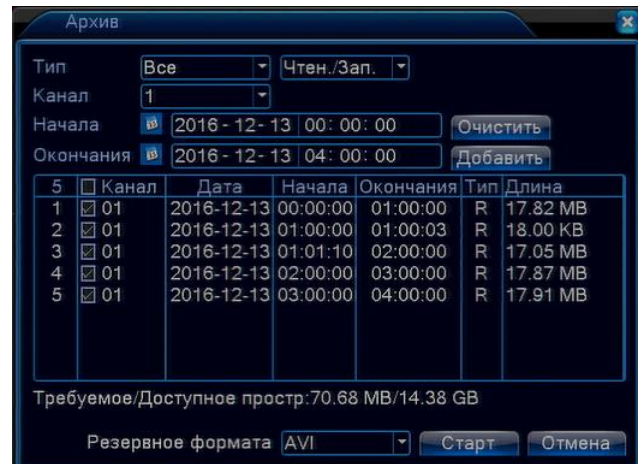 Архив
Тип Все Чтен./Зап.
Канал 1
Начала 2016-12-13 00:00:00 Очистить
Окончания 2016-12-13 04:00:00 Добавить
5 Канал Дата Начала Окончания Тип Длина
1 01 2016-12-13 00:00:00 01:00:00 R 17.82 MB
2 01 2016-12-13 01:00:00 01:00:03 R 18.00 KB
3 01 2016-12-13 01:01:10 02:00:00 R 17.05 MB
4 01 2016-12-13 02:00:00 03:00:00 R 17.87 MB
5 01 2016-12-13 03:00:00 04:00:00 R 17.91 MB
Требуемое/Доступное простр:70.68 MB/14.38 GB
Резервное формата AVI Старт Отмена